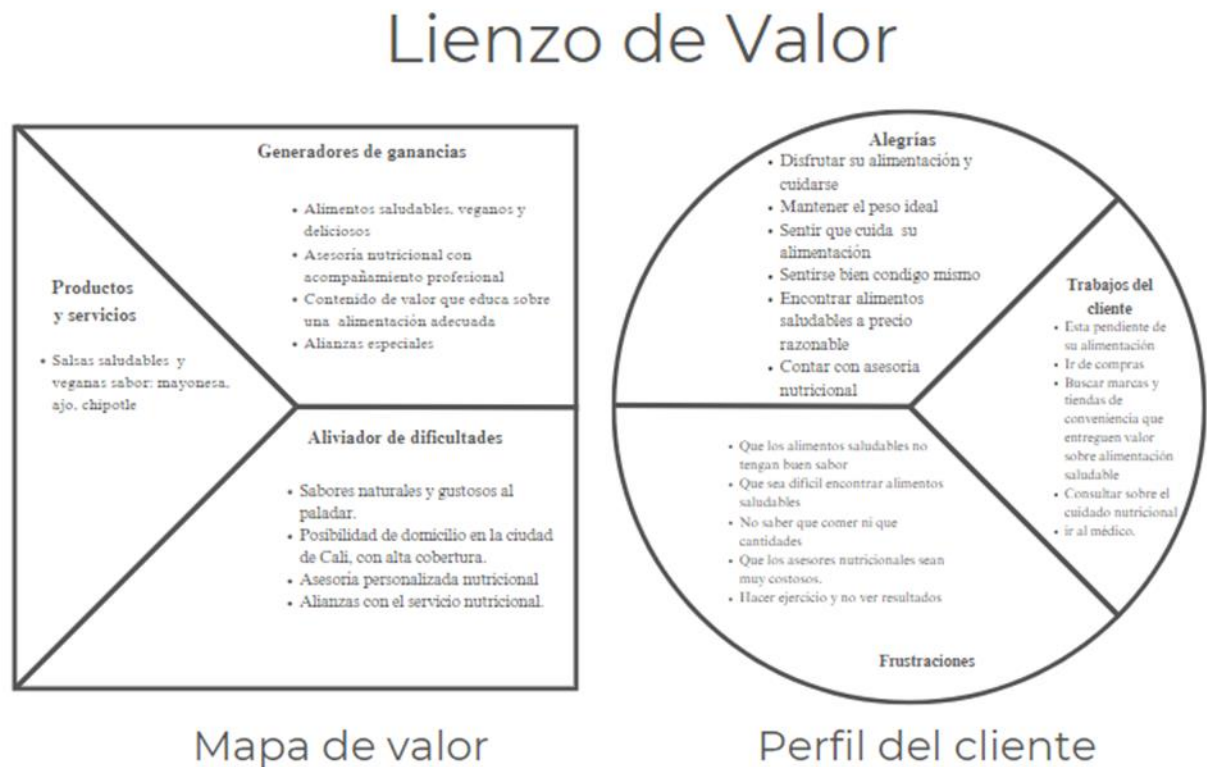 Lienzo de Valor
Generadores de ganancias
• Alimentos saludables, veganos y
deliciosos
• Asesoría nutricional con
acompañamiento profesional
• Contenido de valor que educa sobre
una alimentación adecuada
• Alianzas especiales
Productos
y servicios
• Salsas saludables y
veganas sabor: mayonesa,
ajo, chipotle
Aliviador de dificultades
• Sabores naturales y gustosos al
paladar.
• Posibilidad de domicilio en la ciudad
de Cali, con alta cobertura.
• Asesoría personalizada nutricional
• Alianzas con el servicio nutricional.
Mapa de valor
Alegrías
• Disfrutar su alimentación y
cuidarse
• Mantener el peso ideal
• Sentir que cuida su
alimentación
• Sentirse bien condigo mismo
• Encontrar alimentos
saludables a precio
razonable
• Contar con asesoria
nutricional
Trabajos del
cliente
• Esta pendiente de
su alimentación
• Ir de compras
• Buscar marcas y
tiendas de
conveniencia que
entreguen valor
sobre alimentación
saludable
• Consultar sobre el
cuidado nutricional
• ir al médico.
• Que los alimentos saludables no
tengan buen sabor
• Que sea difícil encontrar alimentos
saludables
• No saber que comer ni que
cantidades
• Que los asesores nutricionales sean
muy costosos.
• Hacer ejercicio y no ver resultados
Frustraciones
Perfil del cliente